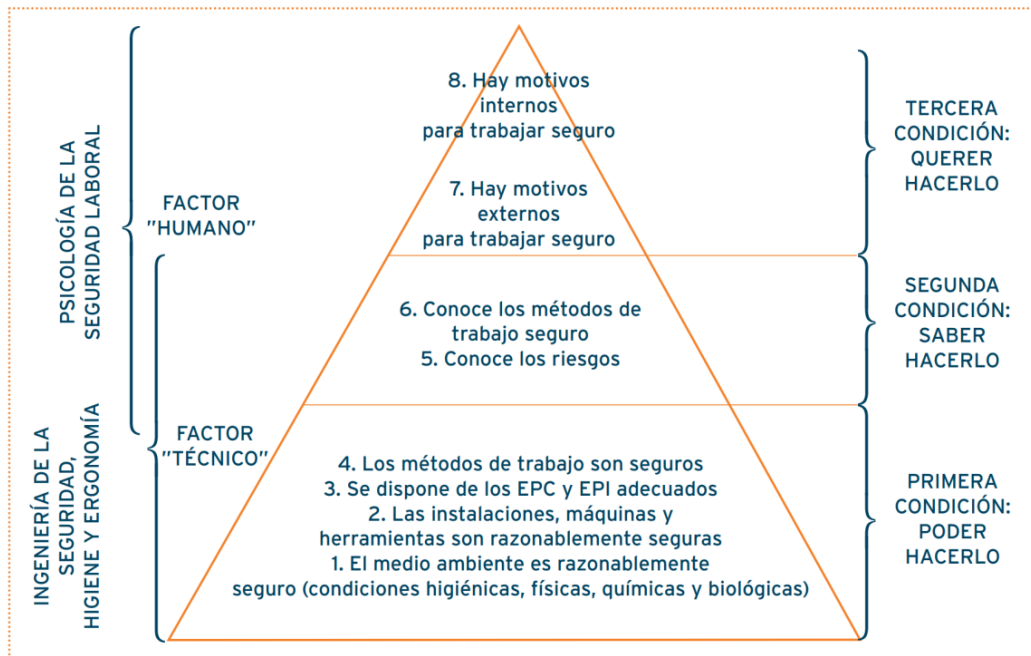 PSICOLOGÍA DE LA
SEGURIDAD LABORAL
INGENIERÍA DE LA
SEGURIDAD,
HIGIENE Y ERGONOMÍA
FACTOR
"HUMANO"
FACTOR
"TÉCNICO"
8. Hay motivos
internos
para trabajar seguro
7. Hay motivos
externos
para trabajar seguro
6. Conoce los métodos de
trabajo seguro
5. Conoce los riesgos
4. Los métodos de trabajo son seguros
3. Se dispone de los EPC y EPI adecuados
2. Las instalaciones, máquinas y
herramientas son razonablemente seguras
1. El medio ambiente es razonablemente
seguro (condiciones higiénicas, físicas, químicas y biológicas)
TERCERA
CONDICIÓN:
QUERER
HACERLO
SEGUNDA
CONDICIÓN:
SABER
HACERLO
PRIMERA
CONDICIÓN:
PODER
HACERLO